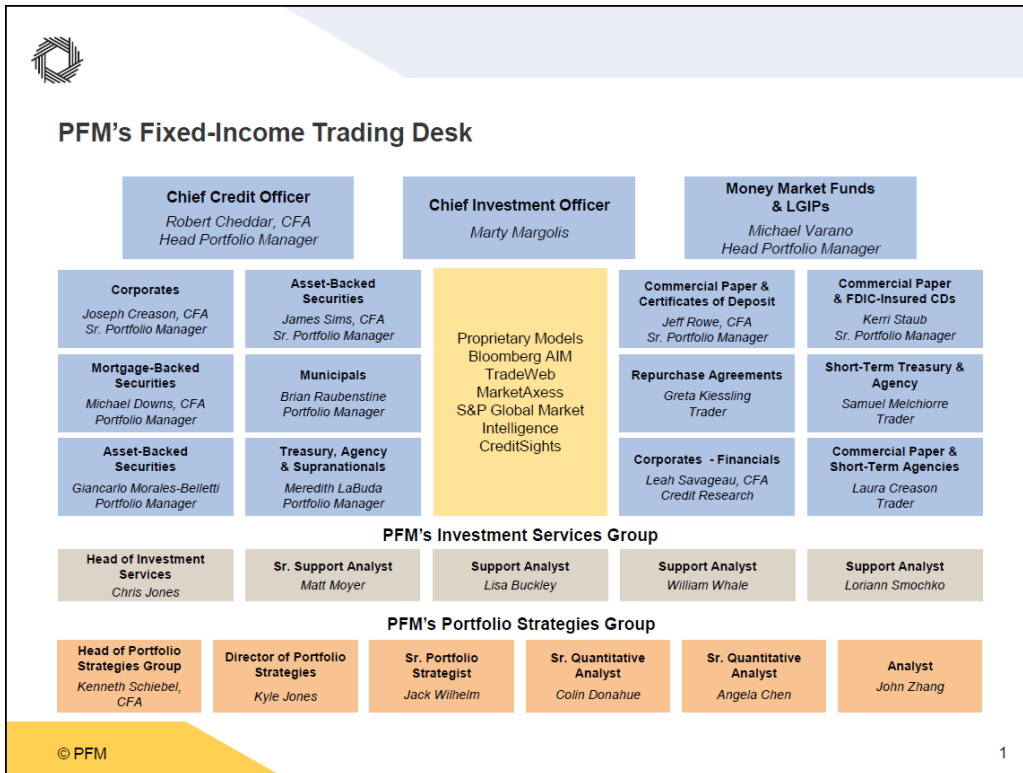 PFM's Fixed-Income Trading Desk
Chief Credit Officer
Robert Cheddar, CFA
Head Portfolio Manager
Chief Investment Officer
Marty Margolis
Money Market Funds
& LGIPs
Michael Varano
Head Portfolio Manager
Corporates
Joseph Creason, CFA
Sr. Portfolio Manager
Asset-Backed
Securities
James Sims, CFA
Sr. Portfolio Manager
Proprietary Models
Bloomberg AIM
TradeWeb
MarketAxess
S&P Global Market
Intelligence
CreditSights
Commercial Paper &
Certificates of Deposit
Jeff Rowe, CFA
Sr. Portfolio Manager
Commercial Paper
& FDIC-Insured CDs
Kerri Staub
Sr. Portfolio Manager
Mortgage-Backed
Securities
Michael Downs, CFA
Portfolio Manager
Municipals
Brian Raubenstine
Portfolio Manager
Repurchase Agreements
Greta Kiessling
Trader
Short-Term Treasury &
Agency
Samuel Melchiorre
Trader
Asset-Backed
Securities
Giancarlo Morales-Belletti
Portfolio Manager
Treasury, Agency
& Supranationals
Meredith LaBuda
Portfolio Manager
Corporates - Financials
Leah Savageau, CFA
Credit Research
Commercial Paper &
Short-Term Agencies
Laura Creason
Trader
PFM's Investment Services Group
Head of Investment
Services
Chris Jones
Sr. Support Analyst
Matt Moyer
Support Analyst
Lisa Buckley
Support Analyst
William Whale
Support Analyst
Loriann Smochko
PFM's Portfolio Strategies Group
Head of Portfolio
Strategies Group
Kenneth Schiebel,
CFA
Director of Portfolio
Strategies
Kyle Jones
Sr. Portfolio
Strategist
Jack Wilhelm
Sr. Quantitative
Analyst
Colin Donahue
Sr. Quantitative
Analyst
Angela Chen
Analyst
John Zhang
© PFM
1